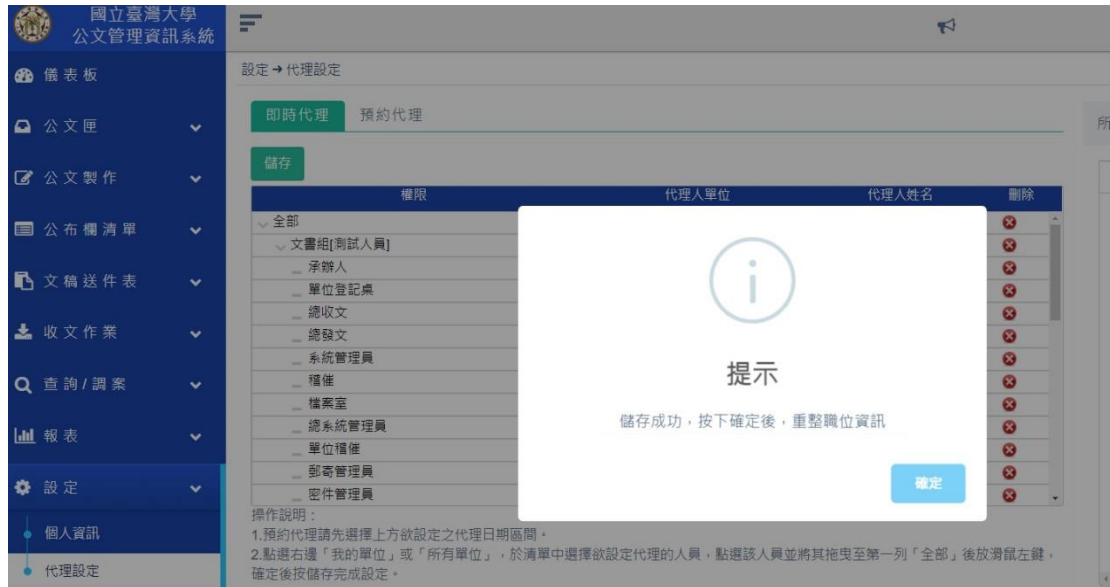 國立臺灣大學
公文管理資訊系統
儀表板
公文匣
公文製作
公布欄清單
文稿送件表
收文作業
查詢/調案
報表
設定
個人資訊
代理設定
設定➜代理設定
即時代理 預約代理
所
儲存
權限 代理人單位 代理人姓名 刪除
全部
文書組[測試人員]
承辦人
單位登記桌
總收文
總發文
系統管理員
稽催
檔案室
總系統管理員
單位稽催
郵寄管理員
密件管理員
提示
儲存成功，按下確定後，重整職位資訊
確定
操作說明：
1.預約代理請先選擇上方欲設定之代理日期區間。
2.點選右邊「我的單位」或「所有單位」，於清單中選擇欲設定代理的人員，點選該人員並將其拖曳至第一列「全部」後放滑鼠左鍵，
確定後按儲存完成設定。